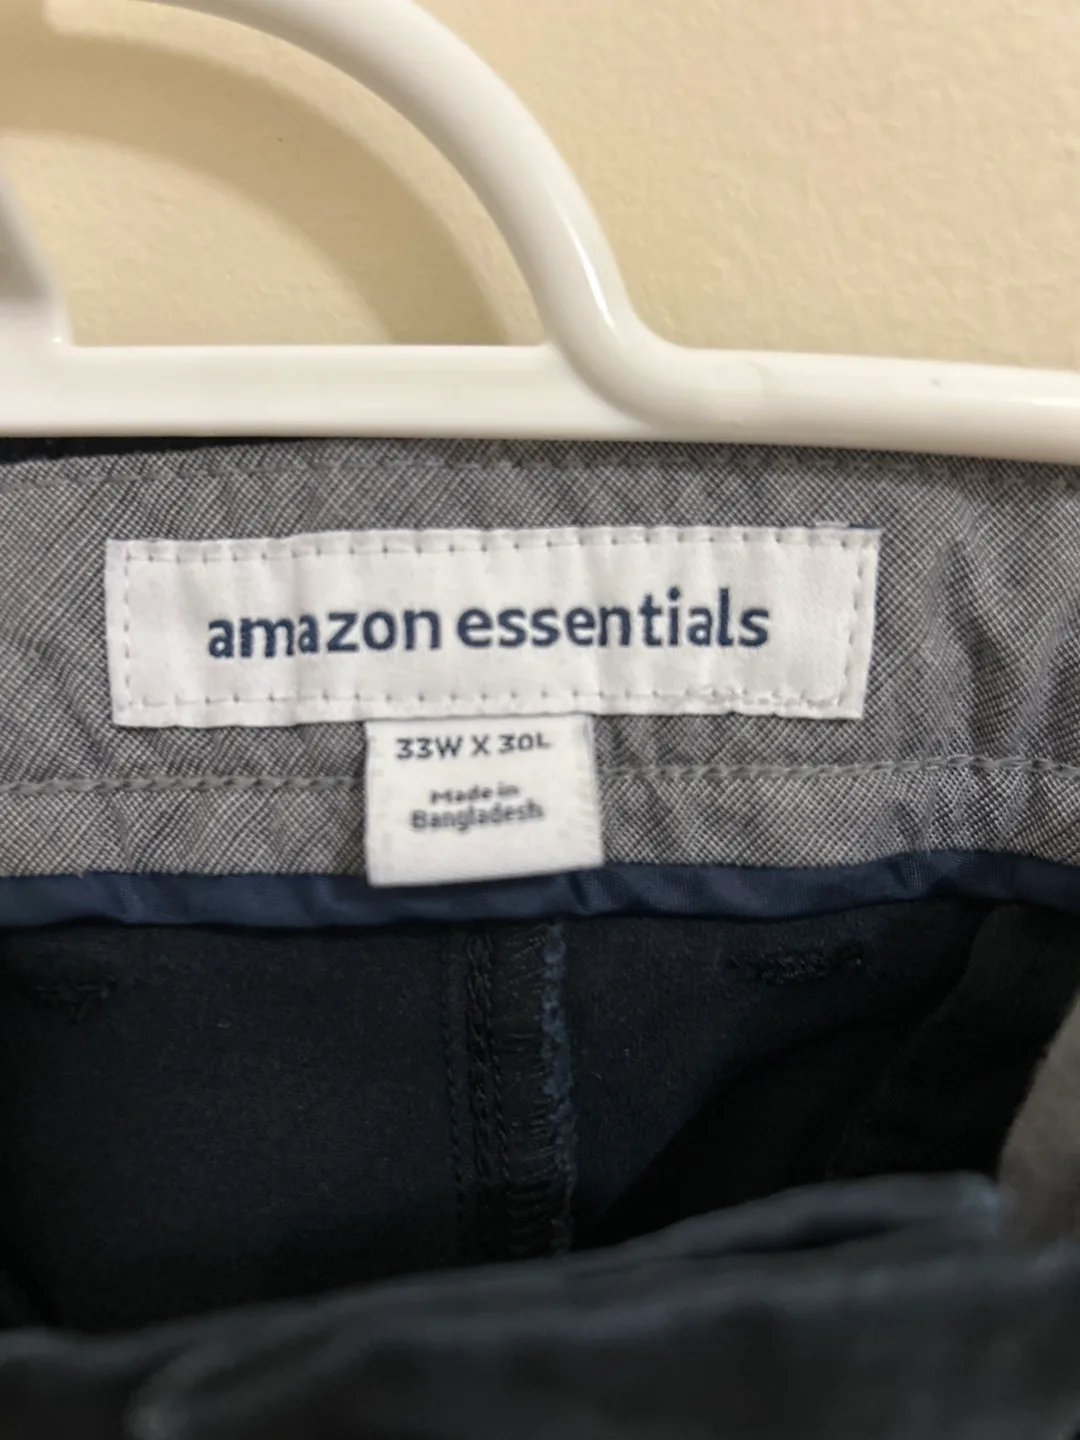 amazon essentials
33W X 30L
Made in
Bangladesh